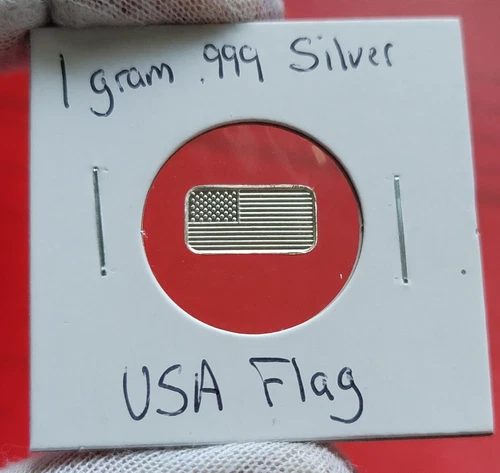 1 gram .999 Silver
USA Flag